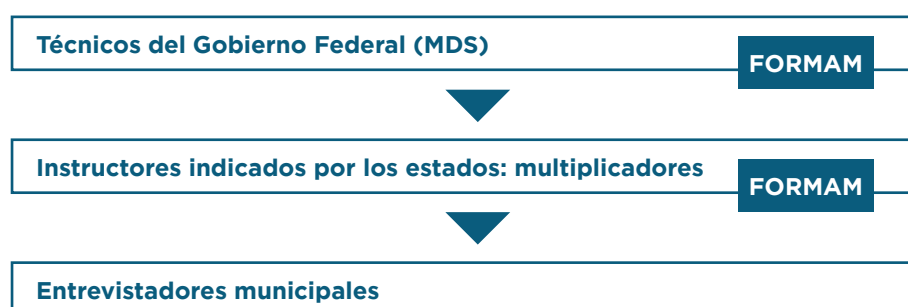 Técnicos del Gobierno Federal (MDS)
FORMAM
Instructores indicados por los estados: multiplicadores
FORMAM
Entrevistadores municipales